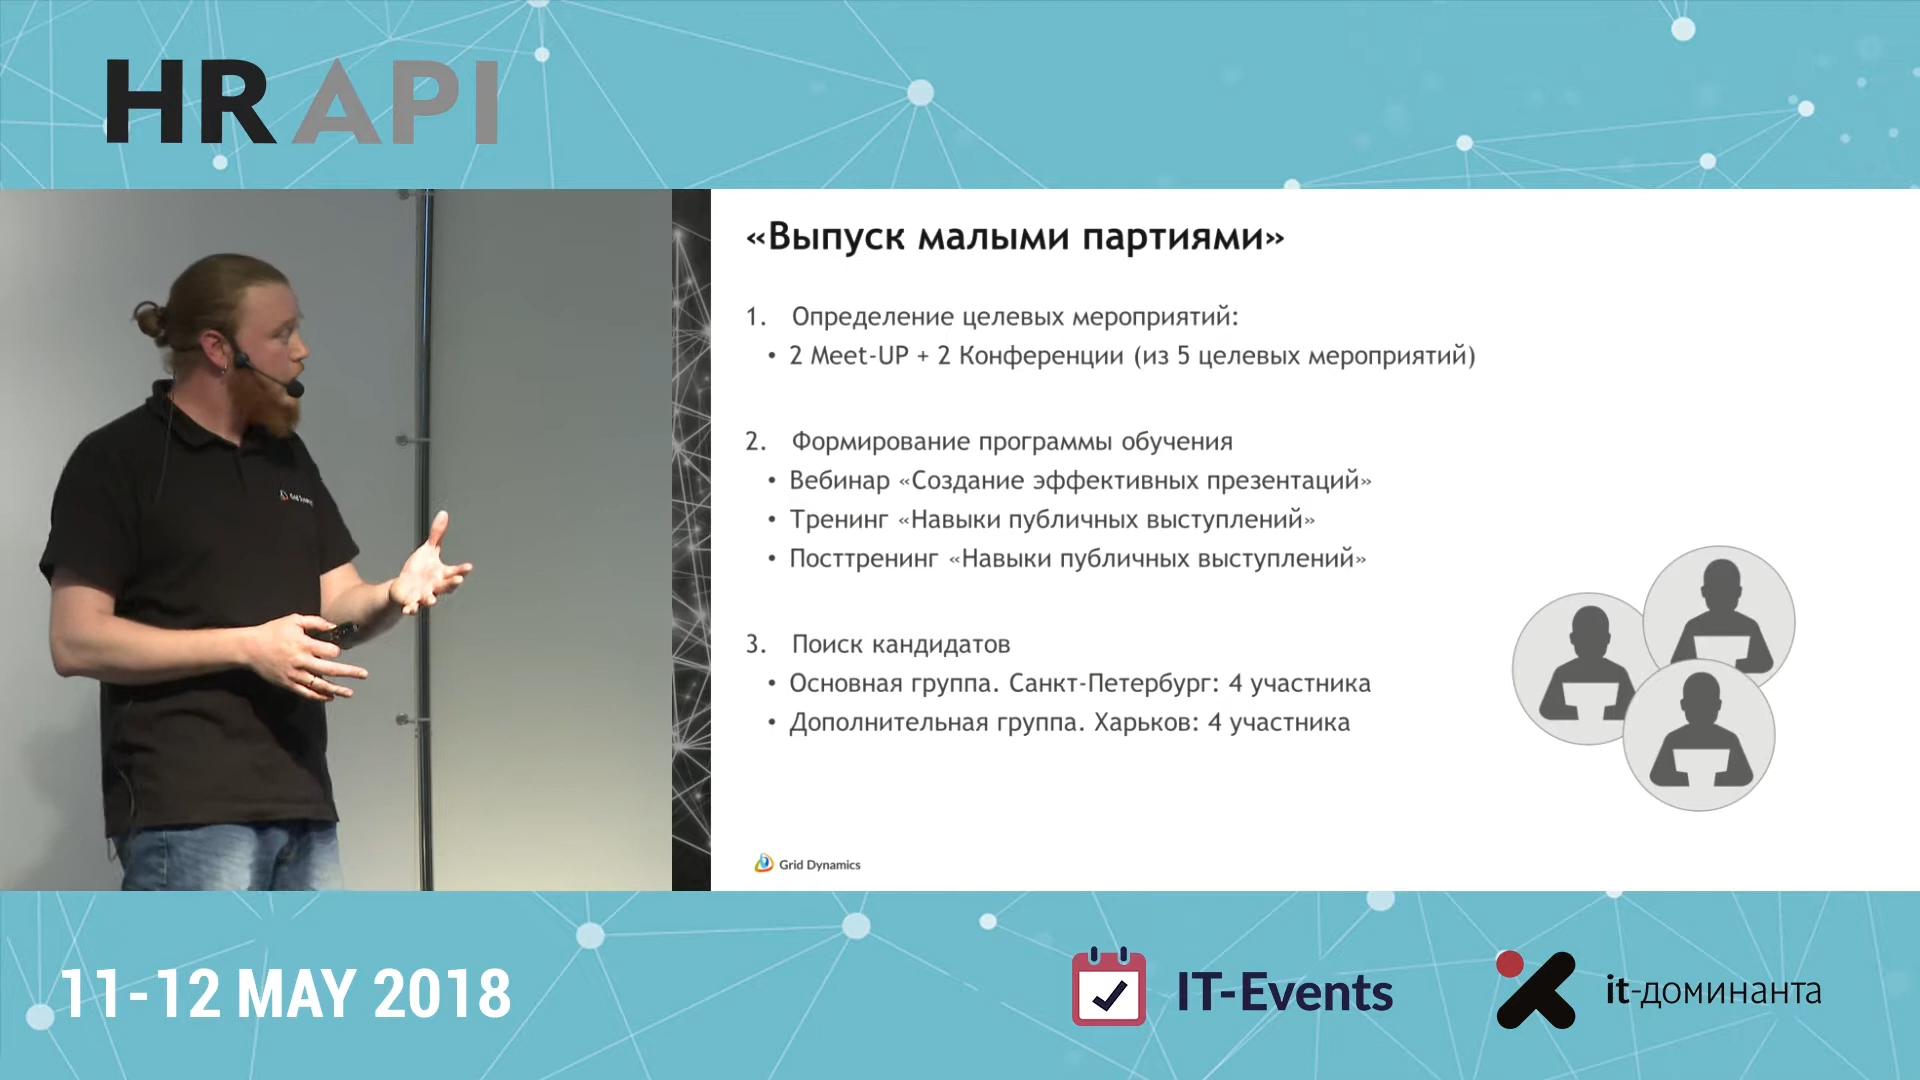 HR API
«Выпуск малыми партиями»
1. Определение целевых мероприятий:
• 2 Meet-UP + 2 Конференции (из 5 целевых мероприятий)
2. Формирование программы обучения
• Вебинар «Создание эффективных презентаций»
• Тренинг «Навыки публичных выступлений»
• Посттренинг «Навыки публичных выступлений»
3. Поиск кандидатов
• Основная группа. Санкт-Петербург: 4 участника
• Дополнительная группа. Харьков: 4 участника
Grid Dynamics
11-12 MAY 2018
IT-Events
it-доминанта